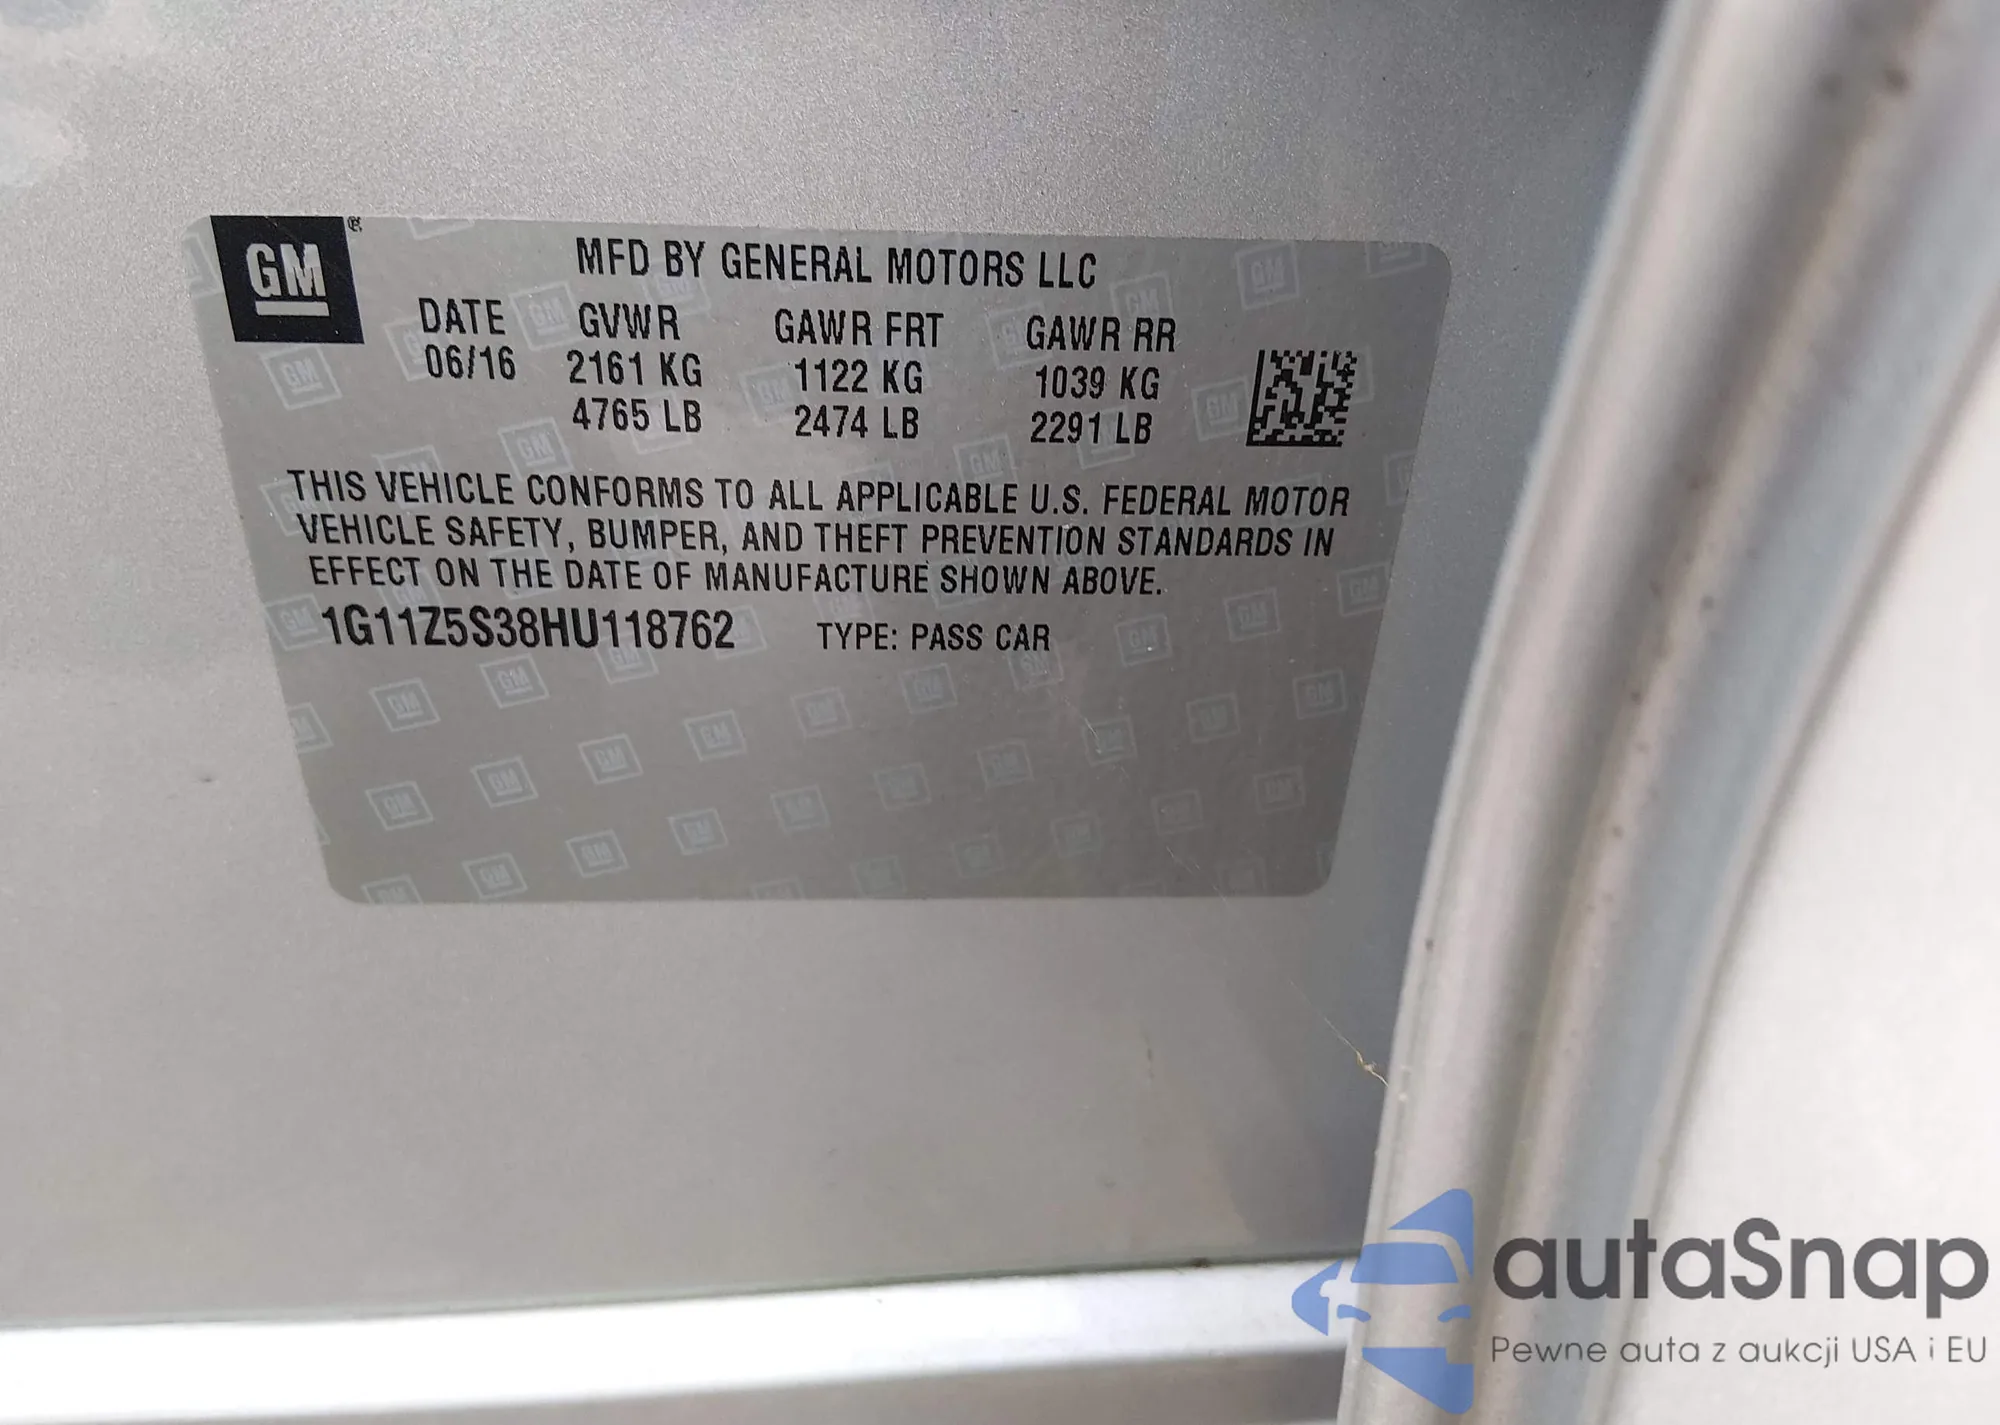 GM
MFD BY GENERAL MOTORS LLC
DATE GVWR GAWR FRT GAWR RR
06/16 2161 KG 1122 KG 1039 KG
4765 LB 2474 LB 2291 LB
THIS VEHICLE CONFORMS TO ALL APPLICABLE U.S. FEDERAL MOTOR
VEHICLE SAFETY, BUMPER, AND THEFT PREVENTION STANDARDS IN
EFFECT ON THE DATE OF MANUFACTURE SHOWN ABOVE.
1G11Z5S38HU118762 TYPE: PASS CAR
autaSnap
Pewne auta z aukcji USA i EU